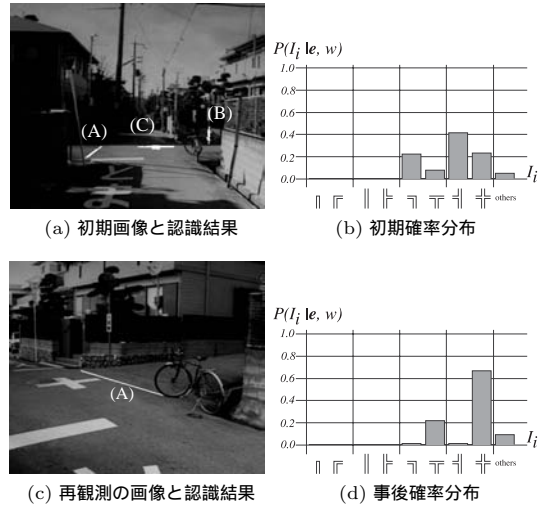 (A)
(C)
(B)
(a) 初期画像と認識結果
P(I_i |e, w)
1.0
0.8
0.6
0.4
0.2
0.0
others
I_i
(b) 初期確率分布
(A)
(c) 再観測の画像と認識結果
P(I_i |e, w)
1.0
0.8
0.6
0.4
0.2
0.0
others
I_i
(d) 事後確率分布